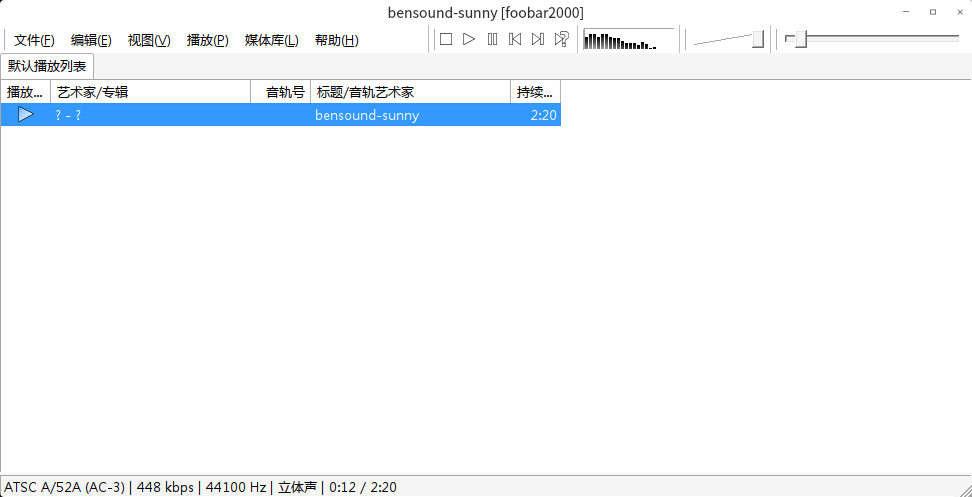 bensound-sunny [foobar2000]
文件(F) 编辑(E) 视图(V) 播放(P) 媒体库(L) 帮助(H)
默认播放列表
播放... 艺术家/专辑 音轨号 标题/音轨艺术家 持续...
? - ? bensound-sunny 2:20
ATSC A/52A (AC-3) | 448 kbps | 44100 Hz | 立体声 | 0:12 / 2:20